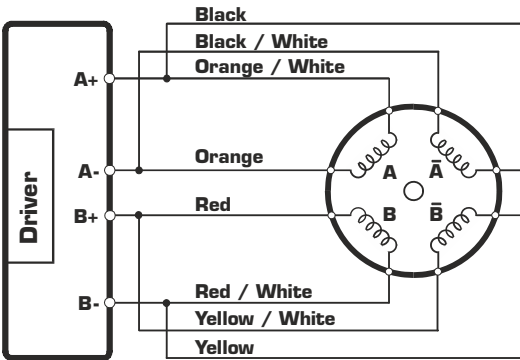 Black
Black / White
Orange / White
A+
Orange
A-
A
Ā
Driver
Red
B+
B
B̄
B-
Red / White
Yellow / White
Yellow